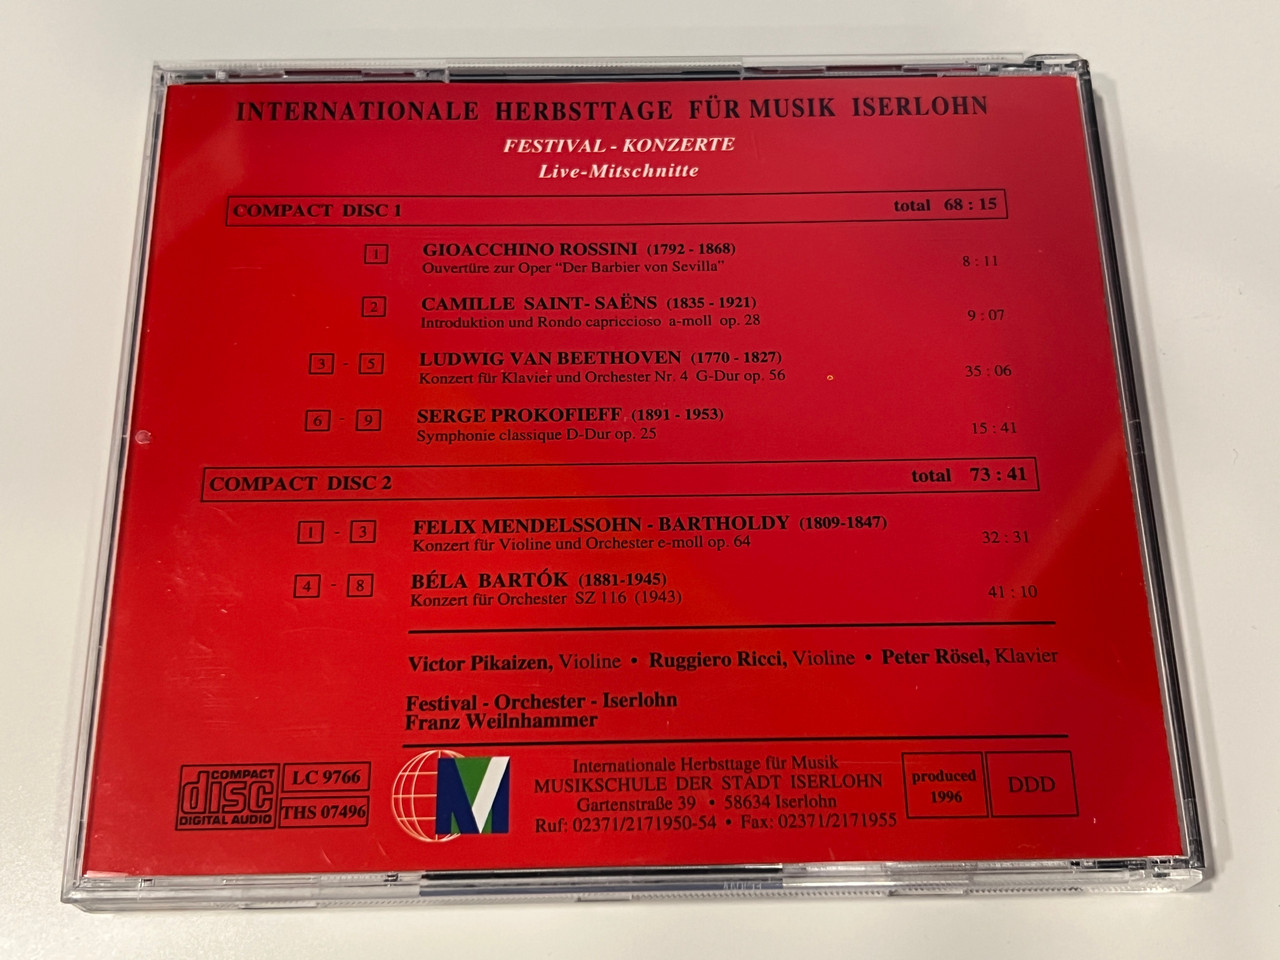 INTERNATIONALE HERBSTTAGE FÜR MUSIK ISERLOHN
FESTIVAL - KONZERTE
Live-Mitschnitte
COMPACT DISC 1 total 68 : 15
1 GIOACCHINO ROSSINI (1792 - 1868)
Ouvertüre zur Oper "Der Barbier von Sevilla" 8 : 11
2 CAMILLE SAINT- SAËNS (1835 - 1921)
Introduktion und Rondo capriccioso a-moll op. 28 9 : 07
3 - 5 LUDWIG VAN BEETHOVEN (1770 - 1827)
Konzert für Klavier und Orchester Nr. 4 G-Dur op. 56 35 : 06
6 - 9 SERGE PROKOFIEFF (1891 - 1953)
Symphonie classique D-Dur op. 25 15 : 41
COMPACT DISC 2 total 73 : 41
1 - 3 FELIX MENDELSSOHN - BARTHOLDY (1809-1847)
Konzert für Violine und Orchester e-moll op. 64 32 : 31
4 - 8 BÉLA BARTÓK (1881-1945)
Konzert für Orchester SZ 116 (1943) 41 : 10
Victor Pikaizen, Violine • Ruggiero Ricci, Violine • Peter Rösel, Klavier
Festival - Orchester - Iserlohn
Franz Weilnhammer
COMPACT
disc
DIGITAL AUDIO
LC 9766
THS 07496
M
Internationale Herbsttage für Musik
MUSIKSCHULE DER STADT ISERLOHN
Gartenstraße 39 • 58634 Iserlohn
Ruf: 02371/2171950-54 • Fax: 02371/2171955
produced
1996
DDD